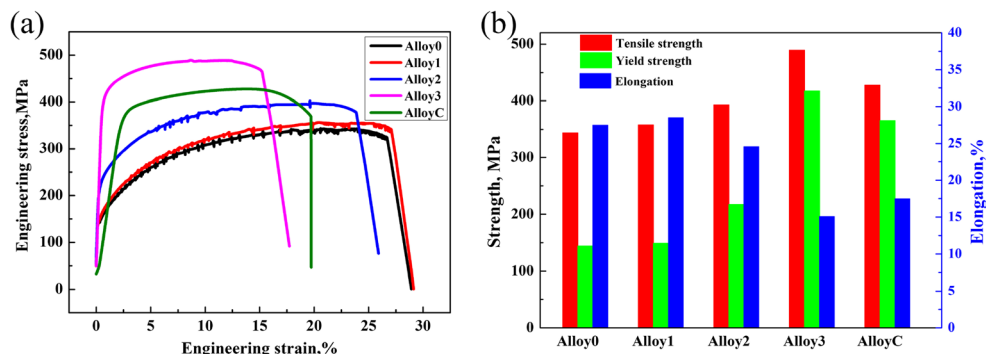 (a)
Engineering stress,MPa
500
400
300
200
100
0
0 5 10 15 20 25 30
Engineering strain,%
Alloy0
Alloy1
Alloy2
Alloy3
AlloyC
(b)
Strength, MPa
500
400
300
200
100
0
Tensile strength
Yield strength
Elongation
Alloy0 Alloy1 Alloy2 Alloy3 AlloyC
40
35
30
25
20
15
10
5
0
Elongation,%